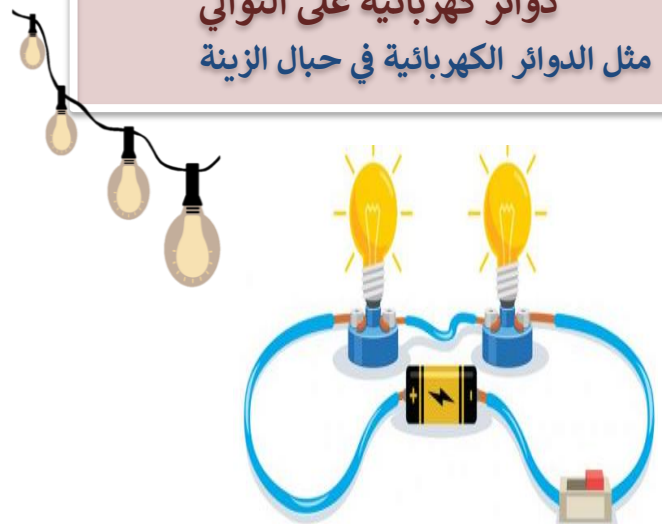 دوائر كهربائية على التوالي
مثل الدوائر الكهربائية في حبال الزينة
+ -